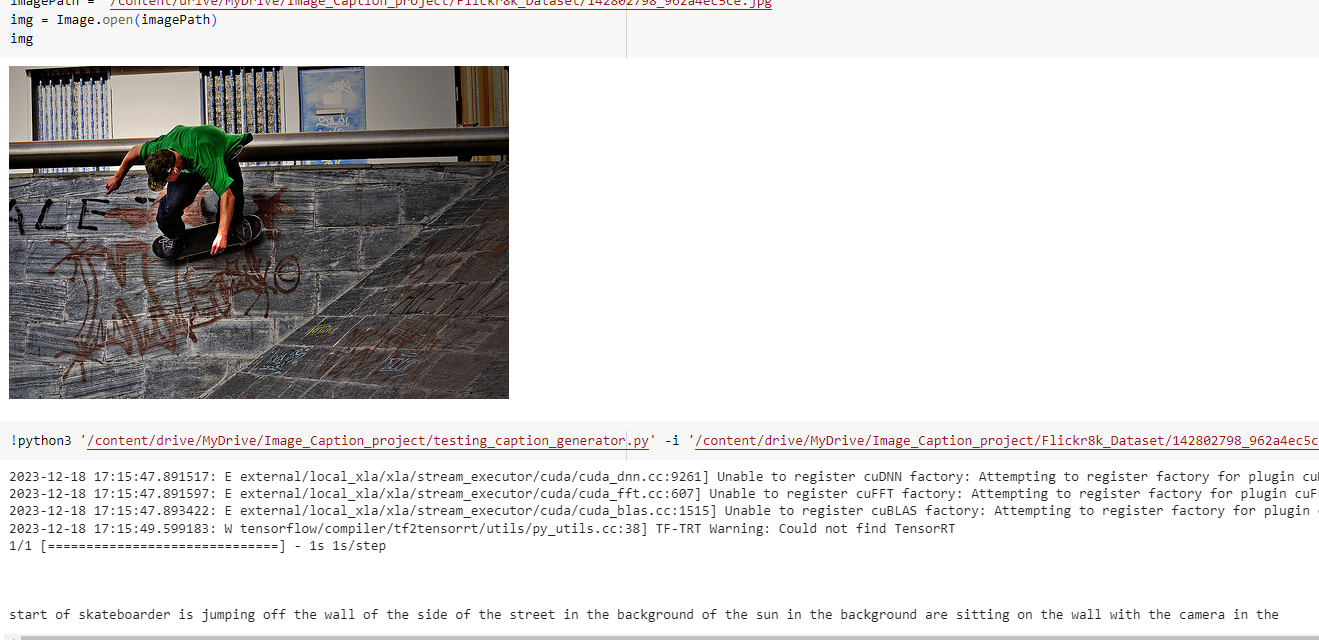 imagePath = '/content/drive/MyDrive/Image_Caption_project/Flickr8k_Dataset/142802798_962a4ec5ce.jpg
img = Image.open(imagePath)
img
ALE
!python3 '/content/drive/MyDrive/Image_Caption_project/testing_caption_generator.py' -i '/content/drive/MyDrive/Image_Caption_project/Flickr8k_Dataset/142802798_962a4ec5c
2023-12-18 17:15:47.891517: E external/local_xla/xla/stream_executor/cuda/cuda_dnn.cc:9261] Unable to register cuDNN factory: Attempting to register factory for plugin cu
2023-12-18 17:15:47.891597: E external/local_xla/xla/stream_executor/cuda/cuda_fft.cc:607] Unable to register cuFFT factory: Attempting to register factory for plugin cuF
2023-12-18 17:15:47.893422: E external/local_xla/xla/stream_executor/cuda/cuda_blas.cc:1515] Unable to register cuBLAS factory: Attempting to register factory for plugin
2023-12-18 17:15:49.599183: W tensorflow/compiler/tf2tensorrt/utils/py_utils.cc:38] TF-TRT Warning: Could not find TensorRT
1/1 [==============================] - 1s 1s/step
start of skateboarder is jumping off the wall of the side of the street in the background of the sun in the background are sitting on the wall with the camera in the